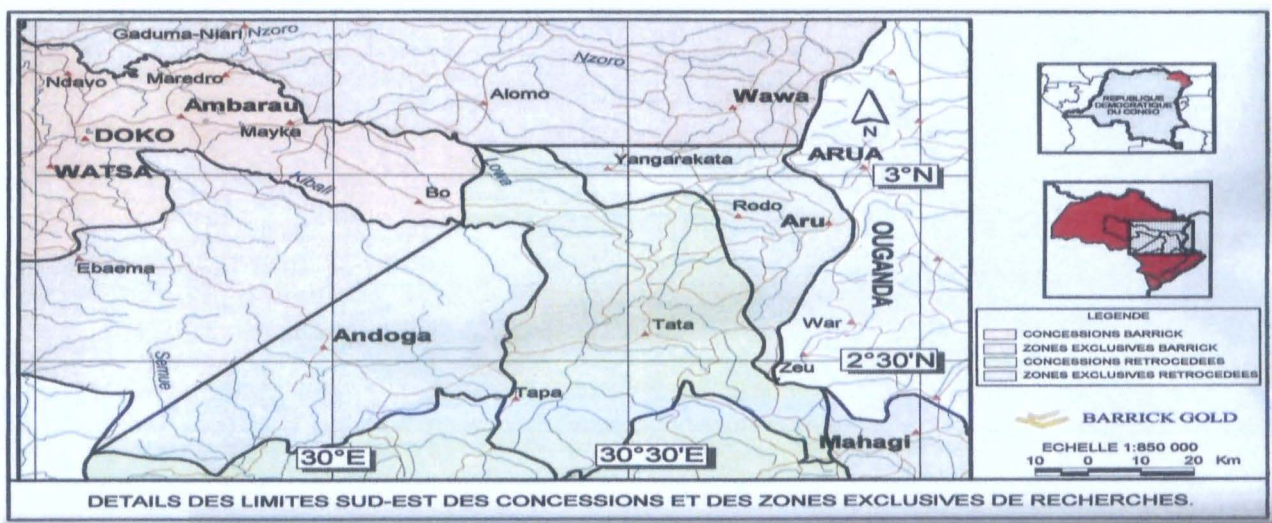 Gaduma-Niari Nzoro
Nzoro
Ndayo
Maredro
Ambarau
Alomo
Wawa
N
DOKO
Mayka
WATSA
Kibali
Bo
Lowa
Yangarakata
ARUA
3°N
Rodo
Aru
OUGANDA
Ebaema
Andoga
Semue
Tata
War
Zeu
2°30'N
Tapa
Mahagi
30°E
30°30'E
REPUBLIQUE
DEMOCRATIQUE
DU CONGO
LEGENDE
CONCESSIONS BARRICK
ZONES EXCLUSIVES BARRICK
CONCESSIONS RETROCEDEES
ZONES EXCLUSIVES RETROCEDEES
BARRICK GOLD
ECHELLE 1:850 000
10 0 10 20 Km
DETAILS DES LIMITES SUD-EST DES CONCESSIONS ET DES ZONES EXCLUSIVES DE RECHERCHES.